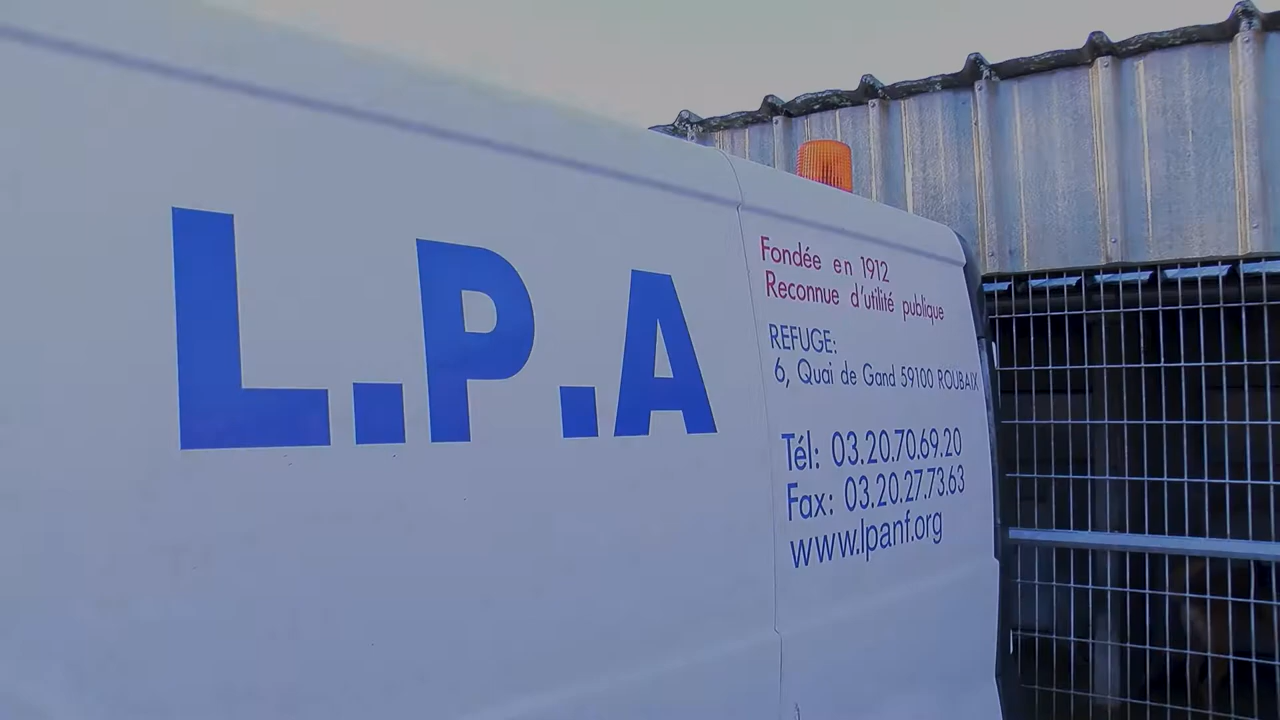 L.P.A
Fondée en 1912
Reconnue d'utilité publique
REFUGE:
6, Quai de Gand 59100 ROUBAIX
Tél: 03.20.70.69.20
Fax: 03.20.27.73.63
www.lpanf.org